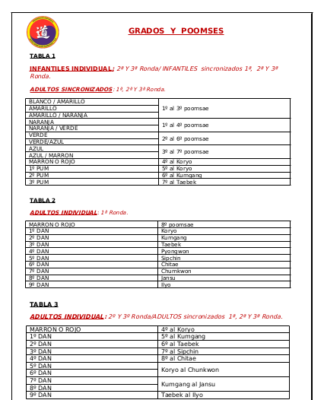 GRADOS Y POOMSES
TABLA 1
INFANTILES INDIVIDUAL: 2ª Y 3ª Ronda/ INFANTILES sincronizados 1ª, 2ª Y 3ª
Ronda.
ADULTOS SINCRONIZADOS: 1ª, 2ª Y 3ª Ronda.
BLANCO / AMARILLO
AMARILLO 1º al 3º poomsae
AMARILLO / NARANJA
NARANJA 1º al 4º poomsae
NARANJA / VERDE
VERDE 2º al 6º poomsae
VERDE/AZUL
AZUL 3º al 7º poomsae
AZUL / MARRON
MARRON O ROJO 4º al Koryo
1º PUM 5º al Koryo
2º PUM 6º al Kumgang
3º PUM 7º al Taebek
TABLA 2
ADULTOS INDIVIDUAL: 1ª Ronda.
MARRON O ROJO 8º poomsae
1º DAN Koryo
2º DAN Kumgang
3º DAN Taebek
4º DAN Pyongwon
5º DAN Sipchin
6º DAN Chitae
7º DAN Chumkwon
8º DAN Jansu
9º DAN Ilyo
TABLA 3
ADULTOS INDIVIDUAL: 2ª Y 3ª Ronda/ADULTOS sincronizados 1ª, 2ª Y 3ª Ronda.
MARRON O ROJO 4º al Koryo
1º DAN 5º al Kumgang
2º DAN 6º al Taebek
3º DAN 7º al Sipchin
4º DAN 8º al Chitae
5º DAN Koryo al Chunkwon
6º DAN
7º DAN Kumgang al Jansu
8º DAN
9º DAN Taebek al Ilyo